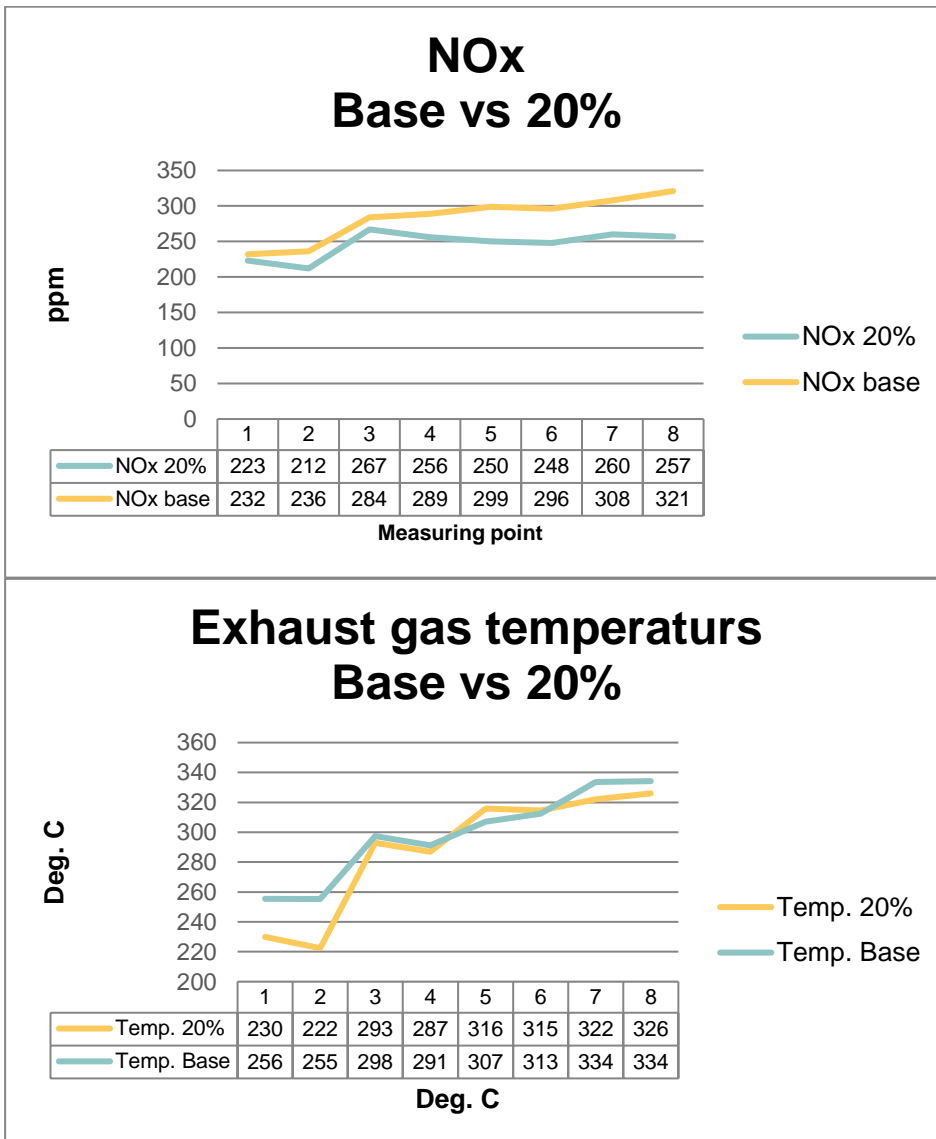 NOx
Base vs 20%
350
300
250
200
150
100
50
0
ppm
NOx 20%
NOx base
1 2 3 4 5 6 7 8
NOx 20% 223 212 267 256 250 248 260 257
NOx base 232 236 284 289 299 296 308 321
Measuring point
Exhaust gas temperaturs
Base vs 20%
360
340
320
300
280
260
240
220
200
Deg. C
Temp. 20%
Temp. Base
1 2 3 4 5 6 7 8
Temp. 20% 230 222 293 287 316 315 322 326
Temp. Base 256 255 298 291 307 313 334 334
Deg. C